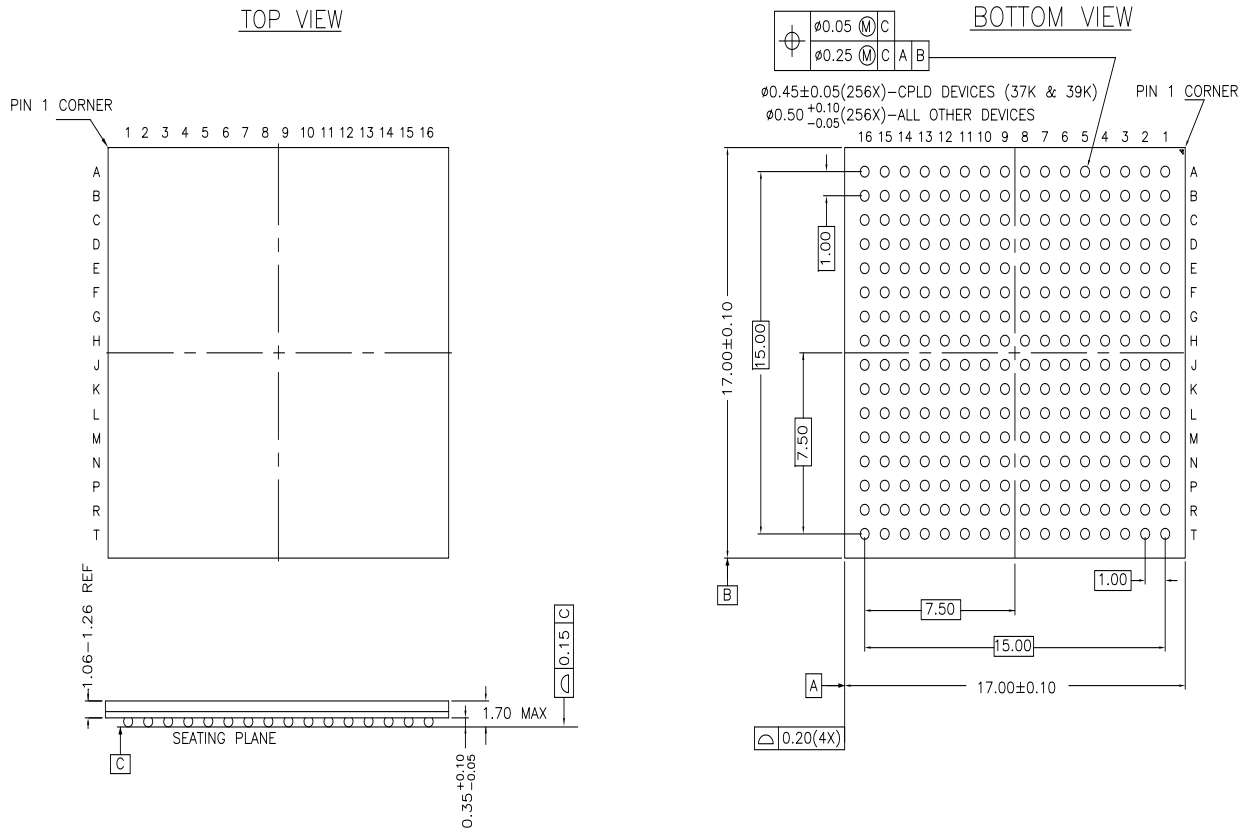 TOP VIEW
PIN 1 CORNER
1 2 3 4 5 6 7 8 9 10 11 12 13 14 15 16
A
B
C
D
E
F
G
H
J
K
L
M
N
P
R
T
1.06–1.26 REF
0.15 C
1.70 MAX
SEATING PLANE
C
0.35 +0.10 -0.05
BOTTOM VIEW
ø0.05 Ⓜ C
ø0.25 Ⓜ C A B
ø0.45±0.05(256X)–CPLD DEVICES (37K & 39K)
ø0.50 +0.10 -0.05 (256X)–ALL OTHER DEVICES
PIN 1 CORNER
16 15 14 13 12 11 10 9 8 7 6 5 4 3 2 1
A
B
C
D
E
F
G
H
J
K
L
M
N
P
R
T
1.00
17.00±0.10
15.00
7.50
B
1.00
7.50
15.00
A
17.00±0.10
0.20(4X)